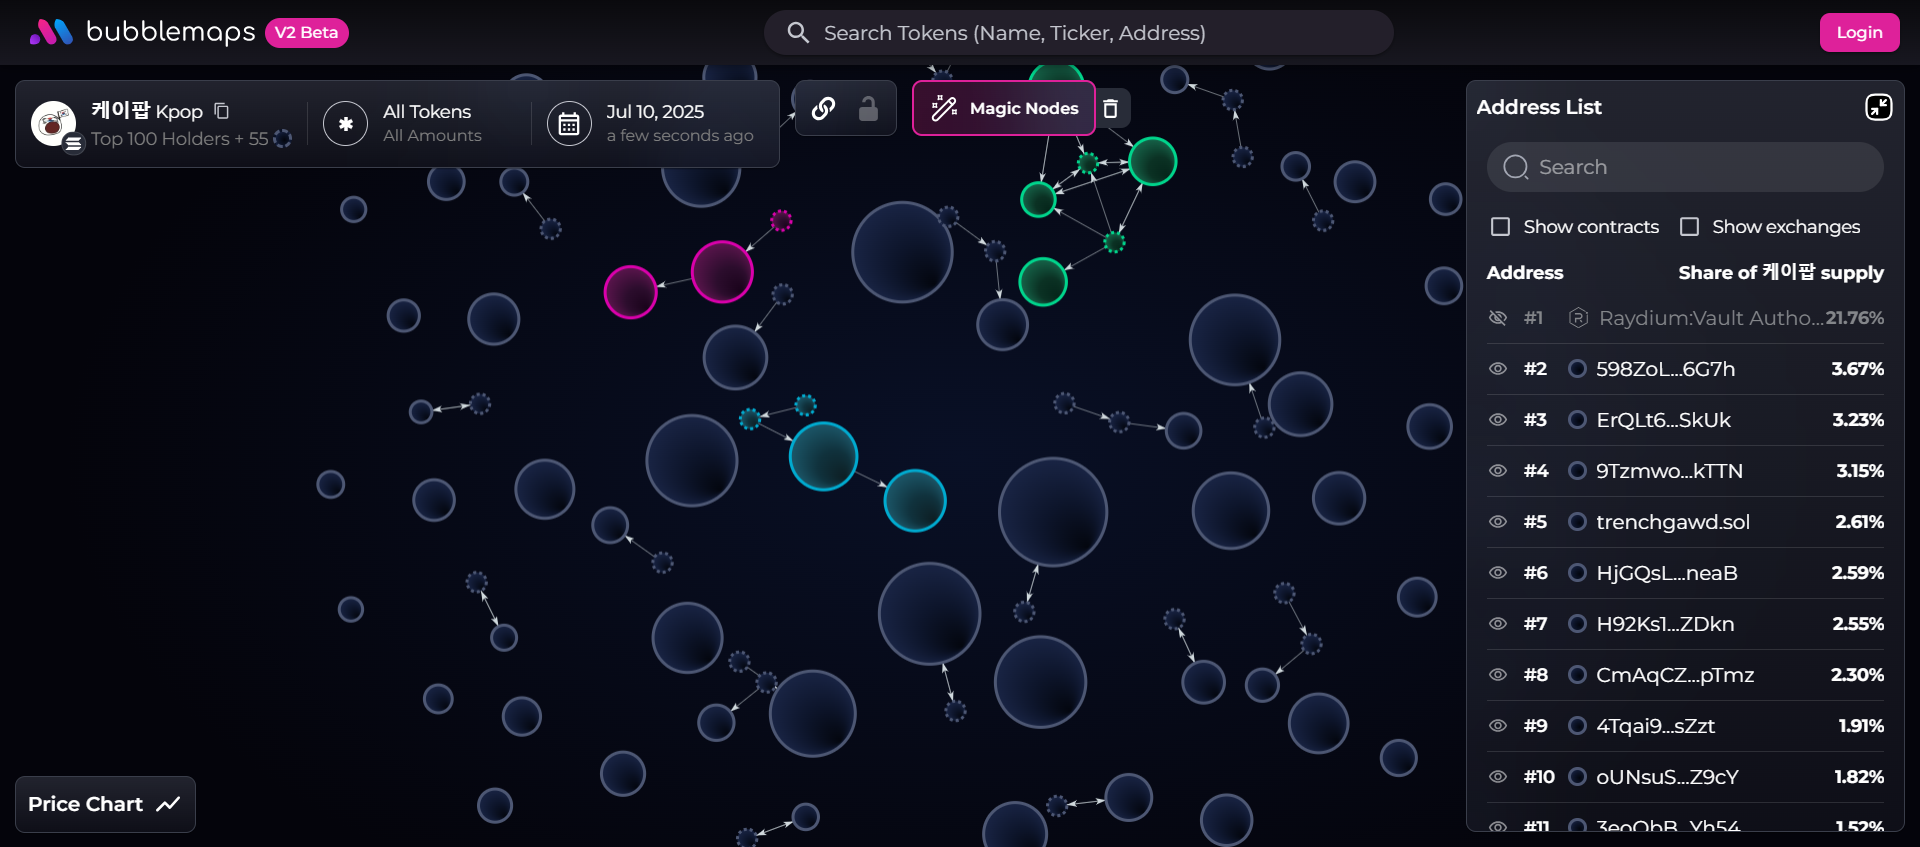 bubblemaps V2 Beta
Search Tokens (Name, Ticker, Address)
Login
케이팝 Kpop
Top 100 Holders + 55
All Tokens
All Amounts
Jul 10, 2025
a few seconds ago
Magic Nodes
Address List
Search
Show contracts Show exchanges
Address Share of 케이팝 supply
#1 Raydium:Vault Autho... 21.76%
#2 598ZoL...6G7h 3.67%
#3 ErQLt6...SkUk 3.23%
#4 9Tzmwo...kTTN 3.15%
#5 trenchgawd.sol 2.61%
#6 HjGQsL...neaB 2.59%
#7 H92Ks1...ZDkn 2.55%
#8 CmAqCZ...pTmz 2.30%
#9 4Tqai9...sZzt 1.91%
#10 oUNsuS...Z9cY 1.82%
#11 1.52%
Price Chart